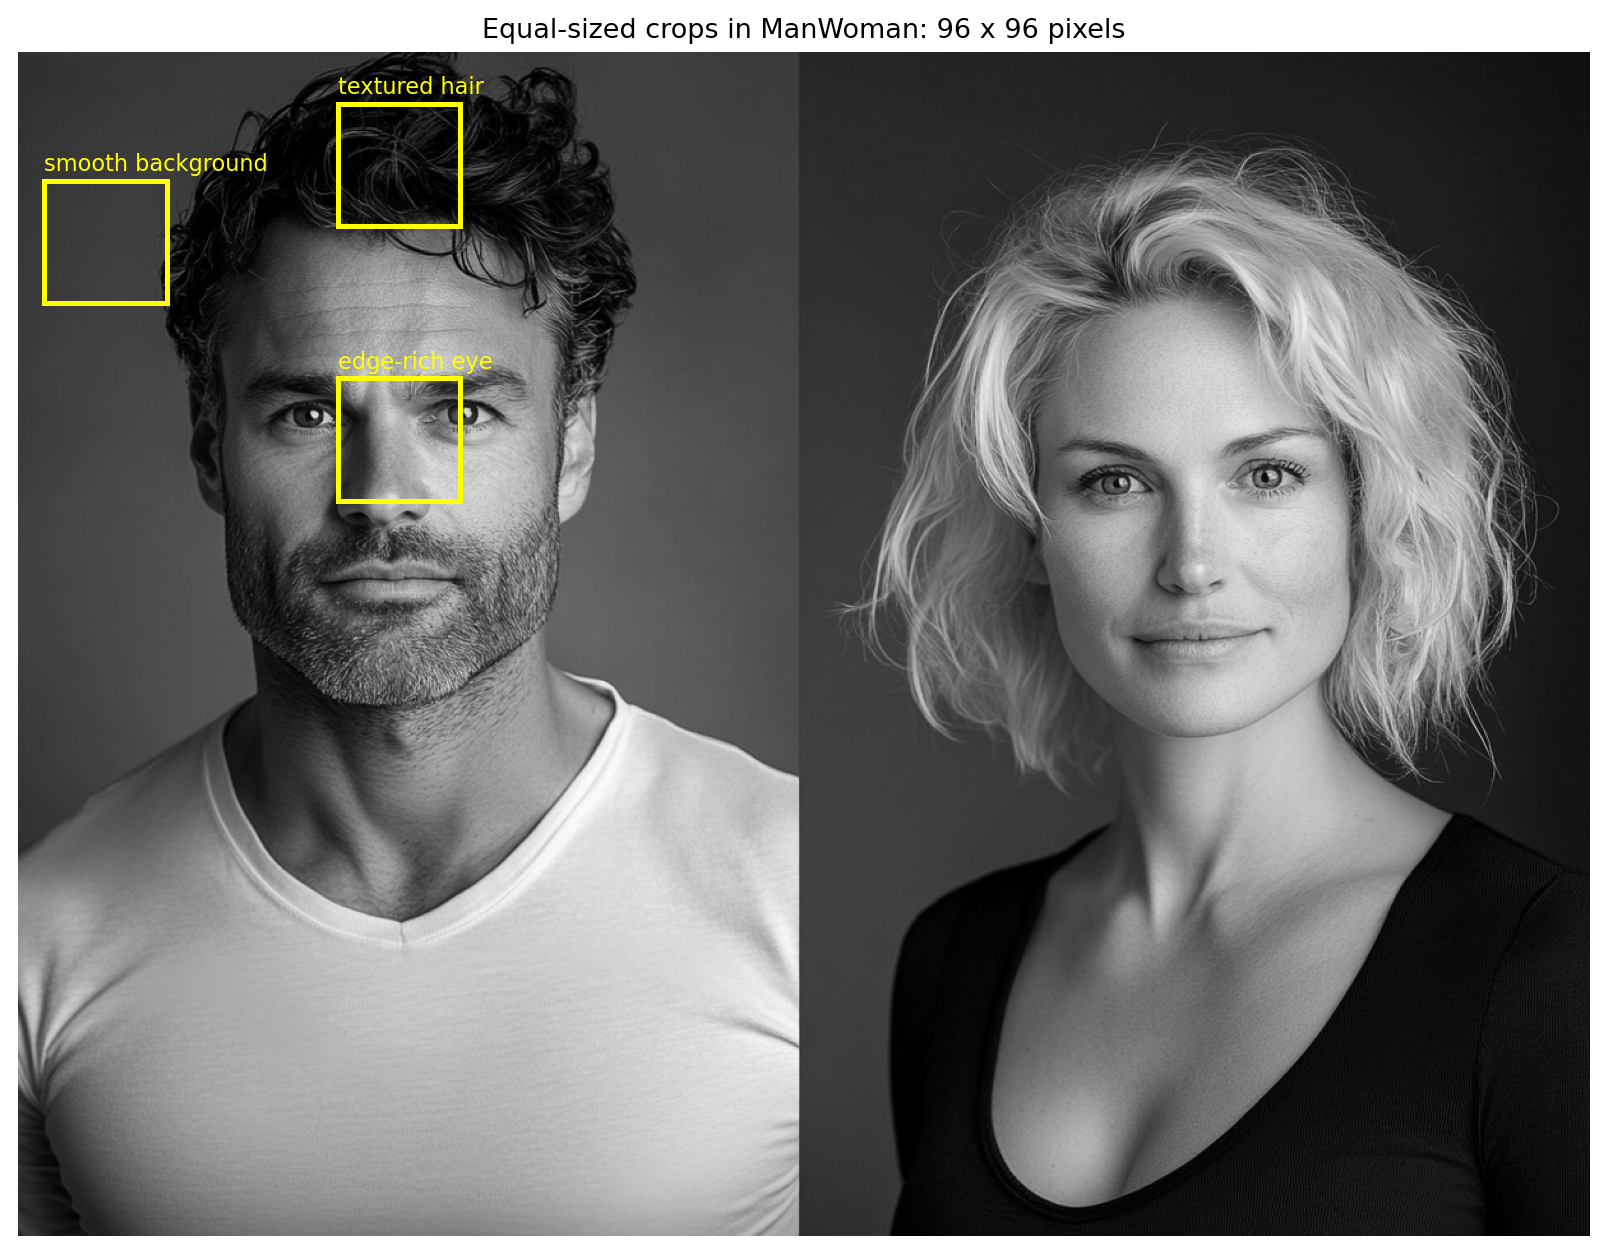 Equal-sized crops in ManWoman: 96 x 96 pixels
textured hair
smooth background
edge-rich eye